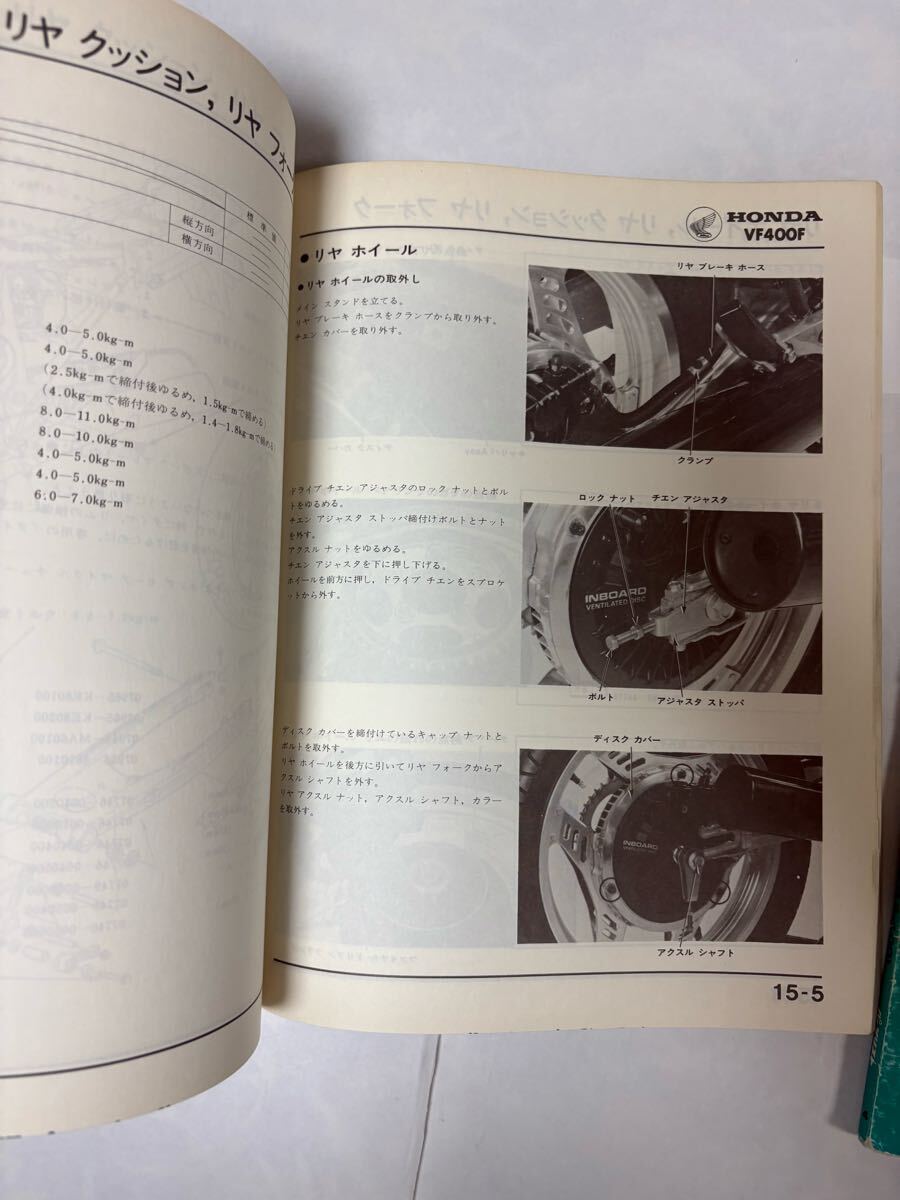 リヤ クッション, リヤ フォー
標準値
縦方向
横方向
4.0—5.0kg-m
4.0—5.0kg-m
(2.5kg-mで締付後ゆるめ, 1.5kg-mで締める)
(4.0kg-mで締付後ゆるめ, 1.4—1.8kg-mで締める)
8.0—11.0kg-m
8.0—10.0kg-m
4.0—5.0kg-m
4.0—5.0kg-m
6.0—7.0kg-m
HONDA
VF400F
● リヤ ホイール
● リヤ ホイールの取外し
メイン スタンドを立てる。
リヤ ブレーキ ホースをクランプから取り外す。
チエン カバーを取り外す。
リヤ ブレーキ ホース
クランプ
ドライブ チエン アジャスタのロック ナットとボル
トをゆるめる。
チエン アジャスタ ストッパ締付けボルトとナット
を外す。
アクスル ナットをゆるめる。
チエン アジャスタを下に押し下げる。
ホイールを前方に押し, ドライブ チエンをスプロケ
ットから外す。
ロック ナット
チエン アジャスタ
INBOARD
VENTILATED DISC
ボルト
アジャスタ ストッパ
ディスク カバーを締付けているキャップ ナットと
ボルトを取外す。
リヤ ホイールを後方に引いてリヤ フォークからア
クスル シャフトを外す。
リヤ アクスル ナット, アクスル シャフト, カラー
を取外す。
ディスク カバー
INBOARD
VENTILATED DISC
アクスル シャフト
15-5